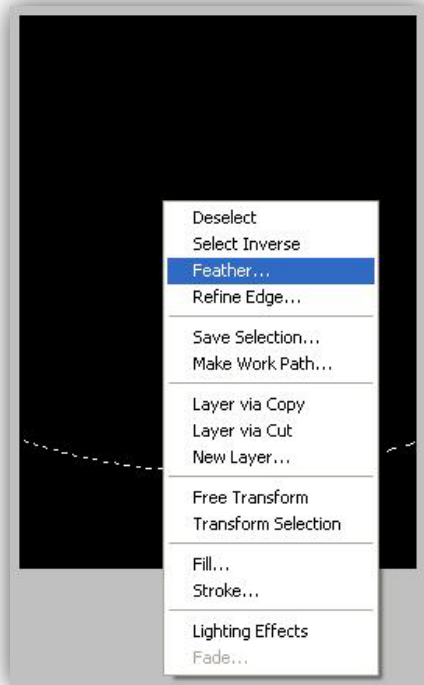 Deselect
Select Inverse
Feather...
Refine Edge...
Save Selection...
Make Work Path...
Layer via Copy
Layer via Cut
New Layer...
Free Transform
Transform Selection
Fill...
Stroke...
Lighting Effects
Fade...